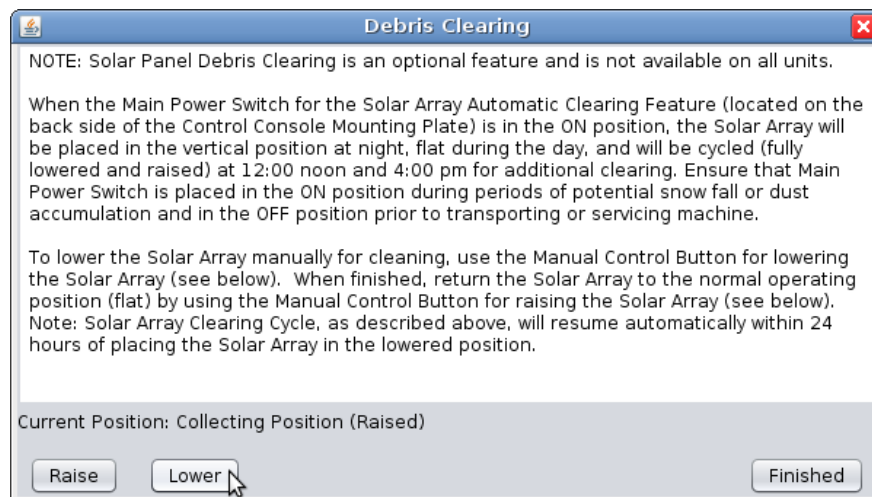 Debris Clearing
NOTE: Solar Panel Debris Clearing is an optional feature and is not available on all units.
When the Main Power Switch for the Solar Array Automatic Clearing Feature (located on the
back side of the Control Console Mounting Plate) is in the ON position, the Solar Array will
be placed in the vertical position at night, flat during the day, and will be cycled (fully
lowered and raised) at 12:00 noon and 4:00 pm for additional clearing. Ensure that Main
Power Switch is placed in the ON position during periods of potential snow fall or dust
accumulation and in the OFF position prior to transporting or servicing machine.
To lower the Solar Array manually for cleaning, use the Manual Control Button for lowering
the Solar Array (see below).  When finished, return the Solar Array to the normal operating
position (flat) by using the Manual Control Button for raising the Solar Array (see below).
Note: Solar Array Clearing Cycle, as described above, will resume automatically within 24
hours of placing the Solar Array in the lowered position.
Current Position: Collecting Position (Raised)
Raise Lower Finished